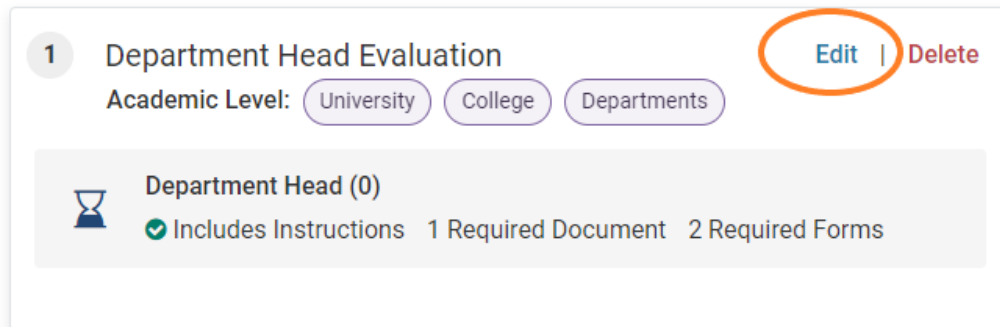 1 Department Head Evaluation Edit | Delete
Academic Level: University College Departments
Department Head (0)
Includes Instructions 1 Required Document 2 Required Forms